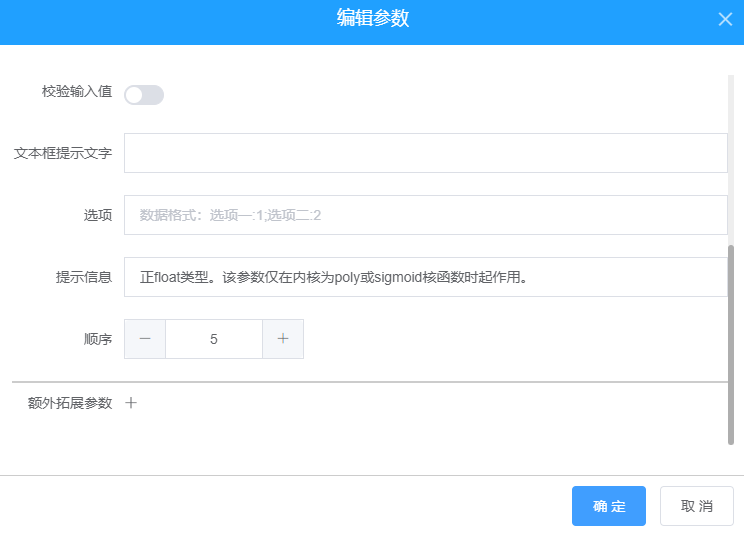 编辑参数
校验输入值
文本框提示文字
选项 数据格式：选项一:1;选项二:2
提示信息 正float类型。该参数仅在内核为poly或sigmoid核函数时起作用。
顺序 － 5 +
额外拓展参数 +
确 定 取 消